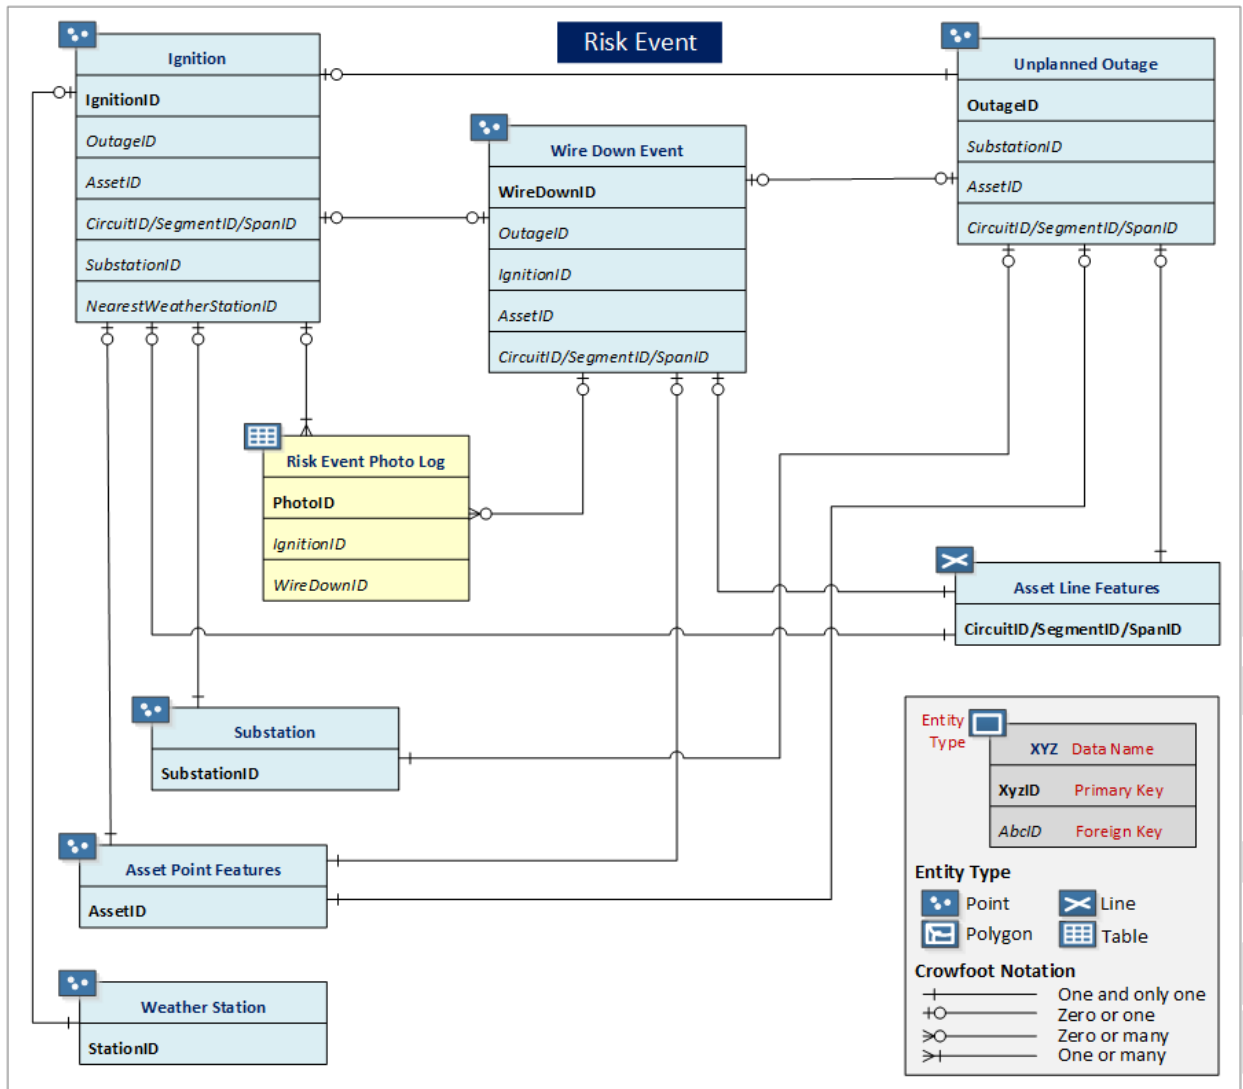 Risk Event
Ignition
IgnitionID
OutageID
AssetID
CircuitID/SegmentID/SpanID
SubstationID
NearestWeatherStationID
Wire Down Event
WireDownID
OutageID
IgnitionID
AssetID
CircuitID/SegmentID/SpanID
Unplanned Outage
OutageID
SubstationID
AssetID
CircuitID/SegmentID/SpanID
Risk Event Photo Log
PhotoID
IgnitionID
WireDownID
Asset Line Features
CircuitID/SegmentID/SpanID
Substation
SubstationID
Asset Point Features
AssetID
Weather Station
StationID
Entity
Type
XYZ Data Name
XyzID Primary Key
AbcID Foreign Key
Entity Type
Point
Line
Polygon
Table
Crowfoot Notation
One and only one
Zero or one
Zero or many
One or many